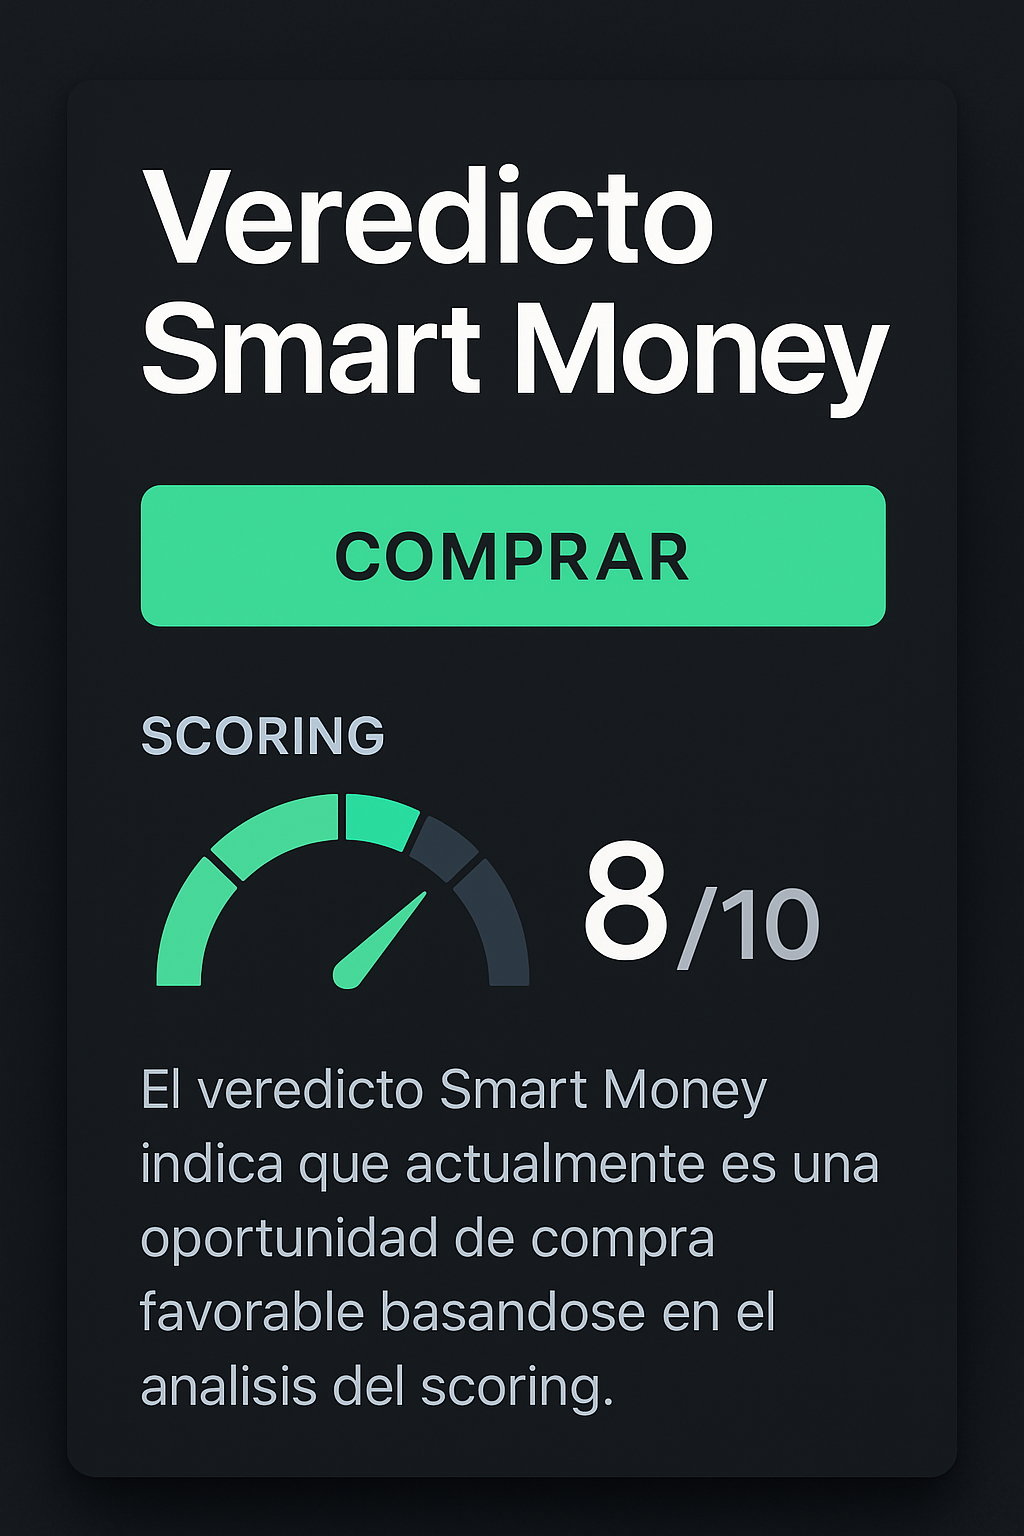 Veredicto
Smart Money
COMPRAR
SCORING
8/10
El veredicto Smart Money
indica que actualmente es una
oportunidad de compra
favorable basandose en el
analisis del scoring.